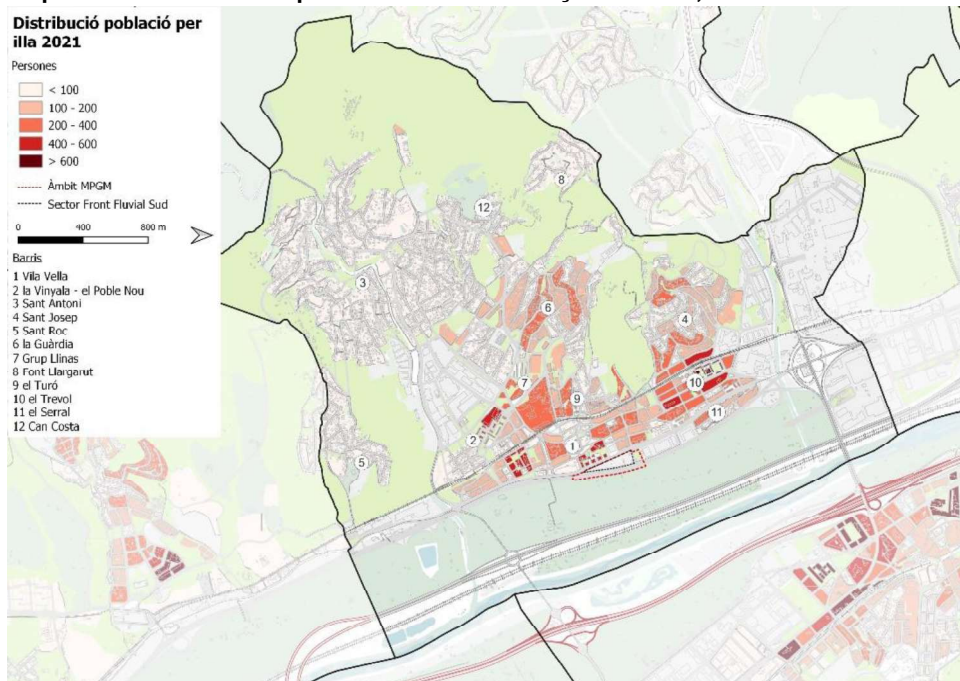 Distribució població per
illa 2021
Persones
< 100
100 - 200
200 - 400
400 - 600
> 600
Àmbit MPGM
Sector Front Fluvial Sud
0 400 800 m
Barris
1 Vila Vella
2 la Vinyala - el Poble Nou
3 Sant Antoni
4 Sant Josep
5 Sant Roc
6 la Guàrdia
7 Grup Llinas
8 Font Llargarut
9 el Turó
10 el Trevol
11 el Serral
12 Can Costa
8
12
3
6
4
7
10
9
11
2
1
5